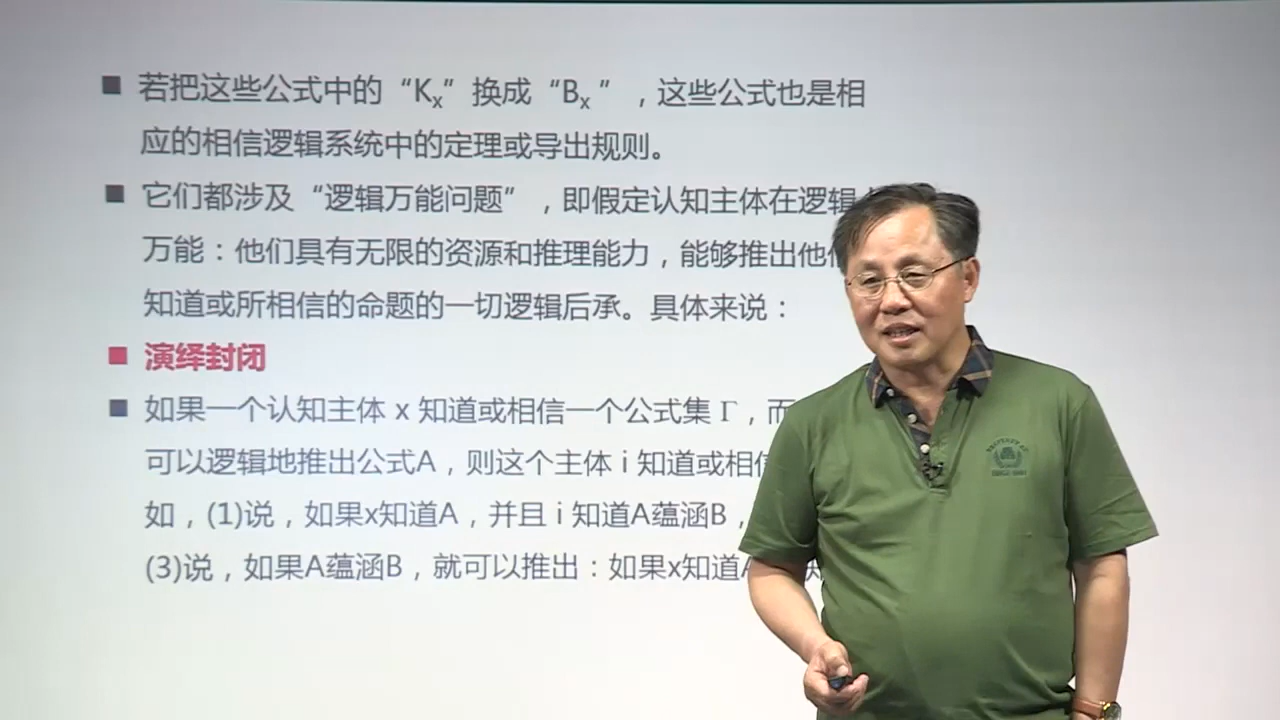 若把这些公式中的“Kx”换成“Bx ”，这些公式也是相
应的相信逻辑系统中的定理或导出规则。
它们都涉及“逻辑万能问题”，即假定认知主体在逻辑
万能：他们具有无限的资源和推理能力，能够推出他
知道或所相信的命题的一切逻辑后承。具体来说：
演绎封闭
如果一个认知主体 x 知道或相信一个公式集 Γ，而
可以逻辑地推出公式A，则这个主体 i 知道或相
如，(1)说，如果x知道A，并且 i 知道A蕴涵B，
(3)说，如果A蕴涵B，就可以推出：如果x知道